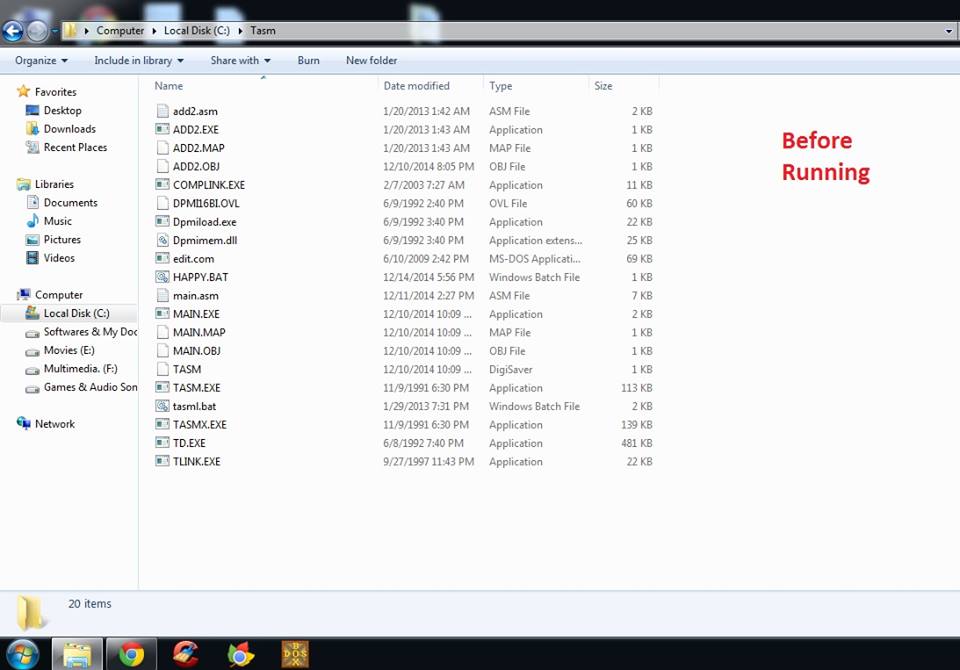 Computer Local Disk (C:) Tasm
Organize Include in library Share with Burn New folder
Favorites
Desktop
Downloads
Recent Places
Libraries
Documents
Music
Pictures
Videos
Computer
Local Disk (C:)
Softwares & My Doc
Movies (E:)
Multimedia. (F:)
Games & Audio Son
Network
Name Date modified Type Size
add2.asm 1/20/2013 1:42 AM ASM File 2 KB
ADD2.EXE 1/20/2013 1:43 AM Application 1 KB
ADD2.MAP 1/20/2013 1:43 AM MAP File 1 KB
ADD2.OBJ 12/10/2014 8:05 PM OBJ File 1 KB
COMPLINK.EXE 2/7/2003 7:27 AM Application 11 KB
DPMI16BI.OVL 6/9/1992 2:40 PM OVL File 60 KB
Dpmiload.exe 6/9/1992 3:40 PM Application 22 KB
Dpmimem.dll 6/9/1992 3:40 PM Application extens... 25 KB
edit.com 6/10/2009 2:42 PM MS-DOS Applicati... 69 KB
HAPPY.BAT 12/14/2014 5:56 PM Windows Batch File 1 KB
main.asm 12/11/2014 2:27 PM ASM File 7 KB
MAIN.EXE 12/10/2014 10:09 ... Application 2 KB
MAIN.MAP 12/10/2014 10:09 ... MAP File 1 KB
MAIN.OBJ 12/10/2014 10:09 ... OBJ File 1 KB
TASM 12/10/2014 10:09 ... DigiSaver 1 KB
TASM.EXE 11/9/1991 6:30 PM Application 113 KB
tasml.bat 1/29/2013 7:31 PM Windows Batch File 2 KB
TASMX.EXE 11/9/1991 6:30 PM Application 139 KB
TD.EXE 6/8/1992 7:40 PM Application 481 KB
TLINK.EXE 9/27/1997 11:43 PM Application 22 KB
Before
Running
20 items
DOS